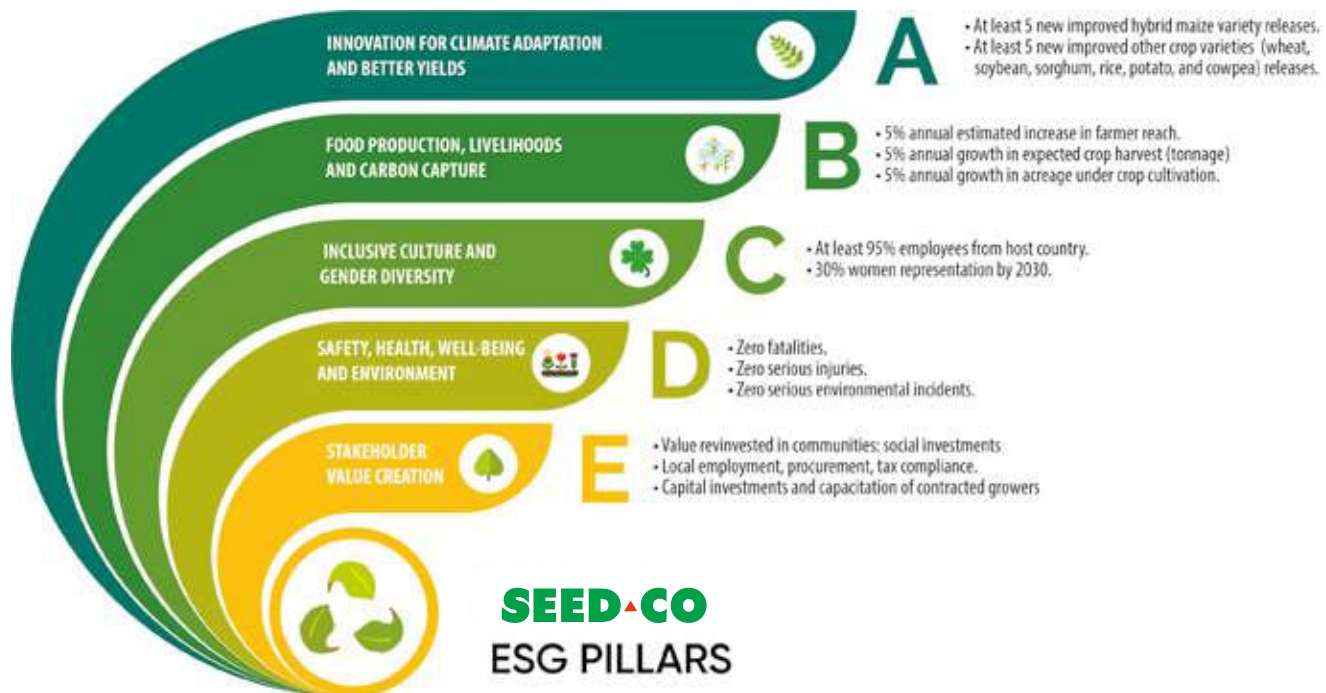 INNOVATION FOR CLIMATE ADAPTATION
AND BETTER YIELDS
A
• At least 5 new improved hybrid maize variety releases.
• At least 5 new improved other crop varieties (wheat,
soybean, sorghum, rice, potato, and cowpea) releases.
FOOD PRODUCTION, LIVELIHOODS
AND CARBON CAPTURE
B
• 5% annual estimated increase in farmer reach.
• 5% annual growth in expected crop harvest (tonnage)
• 5% annual growth in acreage under crop cultivation.
INCLUSIVE CULTURE AND
GENDER DIVERSITY
C
• At least 95% employees from host country.
• 30% women representation by 2030.
SAFETY, HEALTH, WELL-BEING
AND ENVIRONMENT
D
• Zero fatalities,
• Zero serious injuries.
• Zero serious environmental incidents.
STAKEHOLDER
VALUE CREATION
E
• Value revinvested in communities: social investments
• Local employment, procurement, tax compliance.
• Capital investments and capacitation of contracted growers
SEED CO
ESG PILLARS